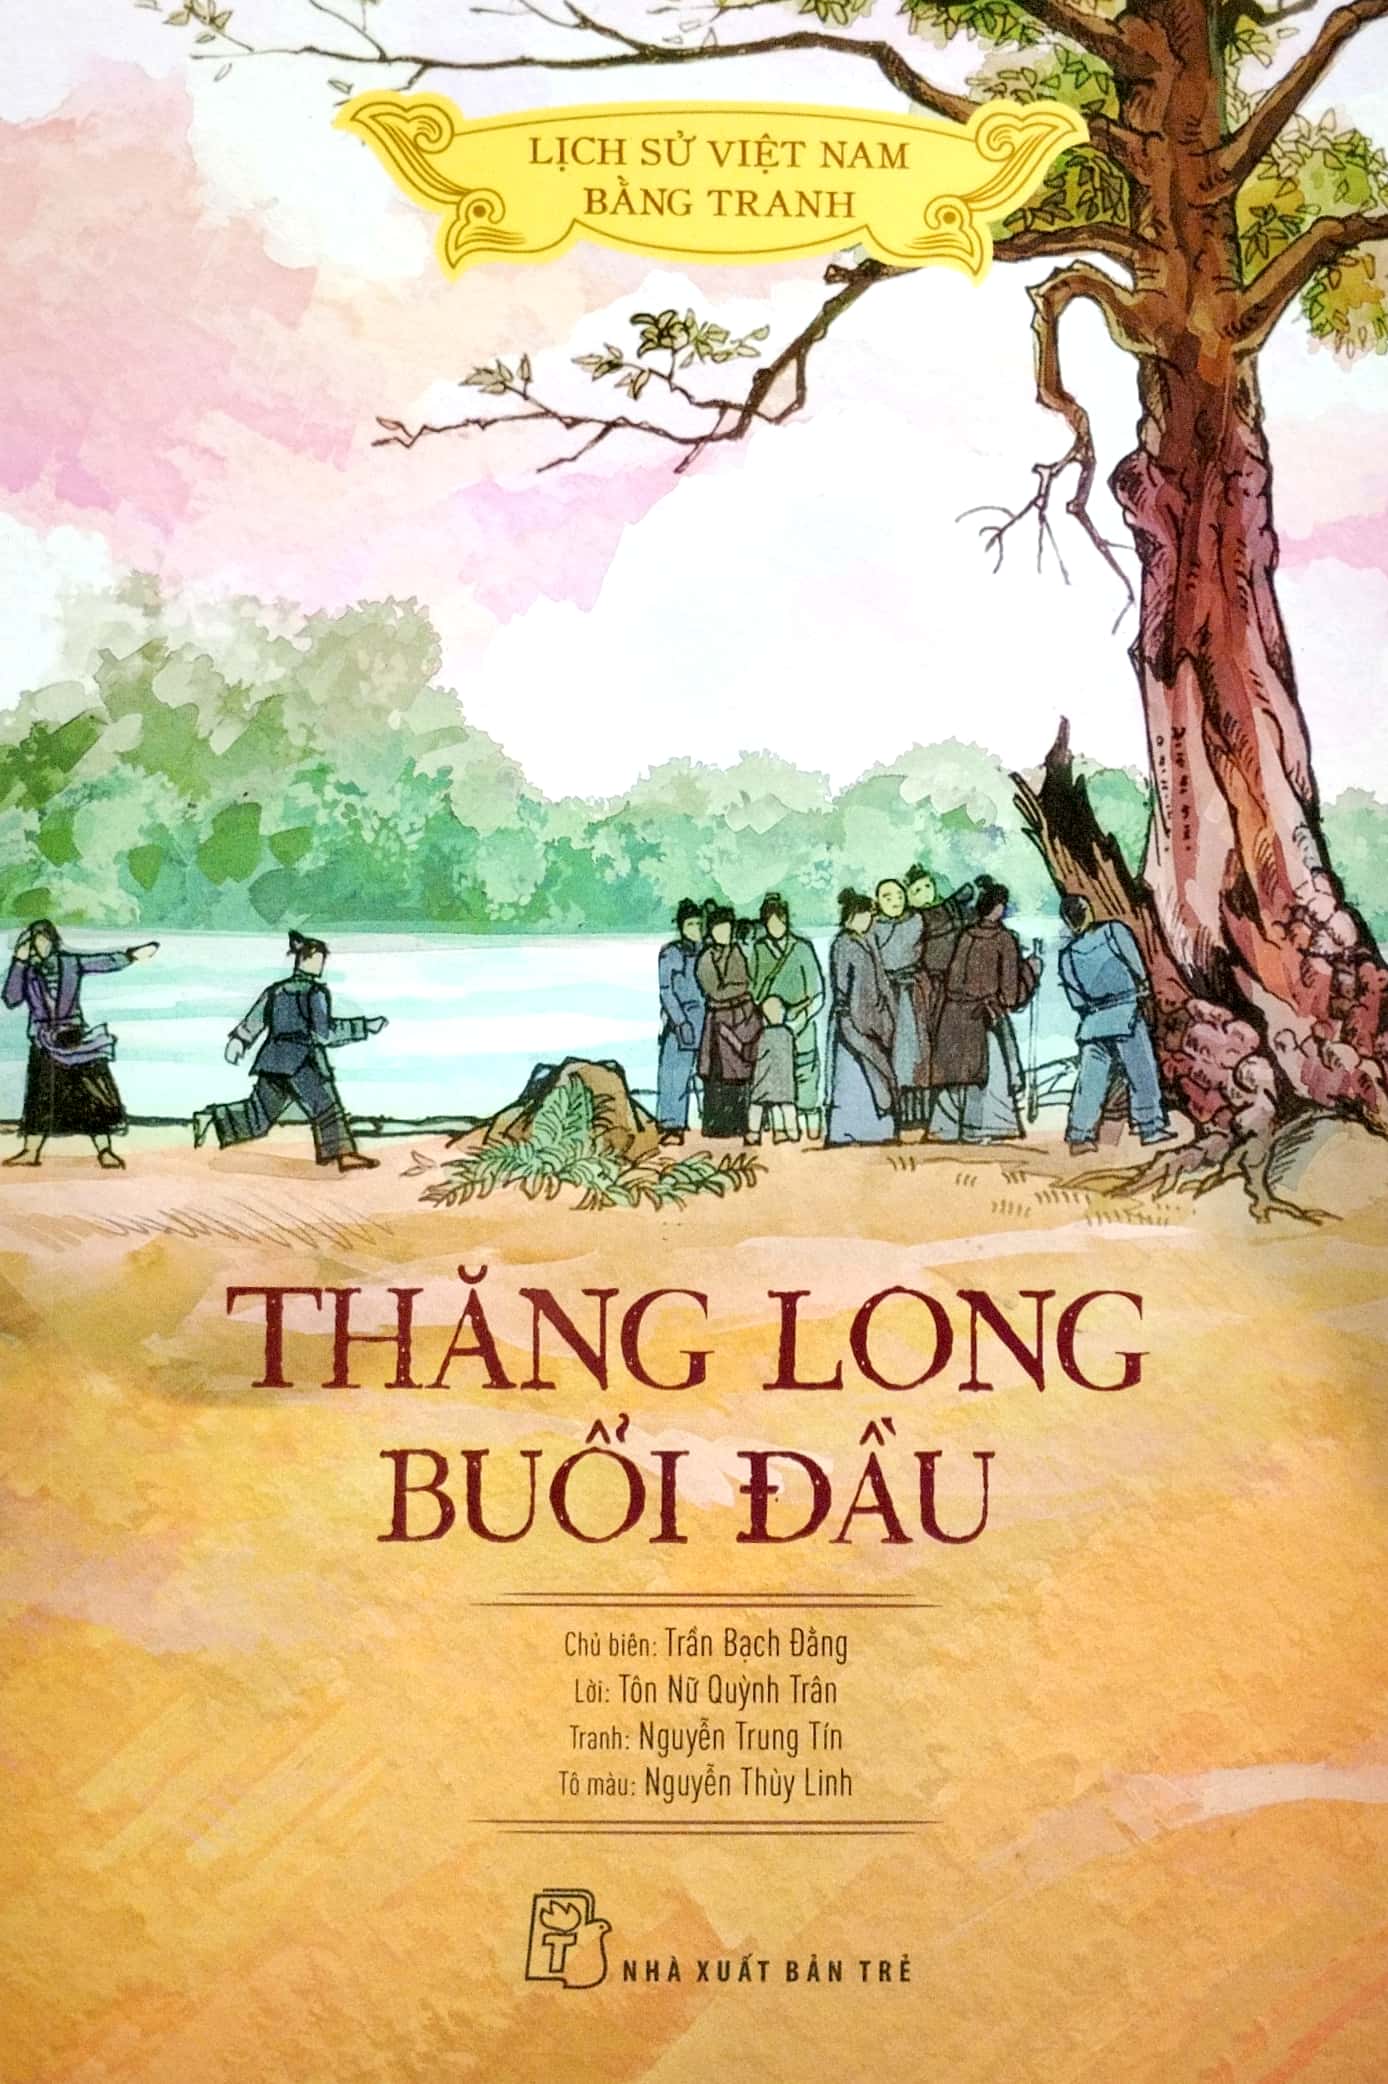 LỊCH SỬ VIỆT NAM
BẰNG TRANH
THĂNG LONG
BUỔI ĐẦU
Chủ biên: Trần Bạch Đằng
Lời: Tôn Nữ Quỳnh Trân
Tranh: Nguyễn Trung Tín
Tô màu: Nguyễn Thùy Linh
T
NHÀ XUẤT BẢN TRẺ